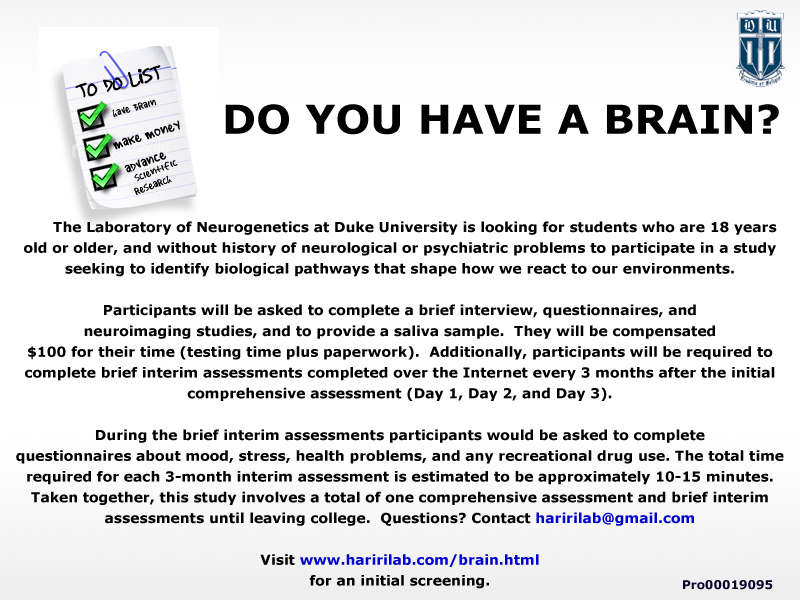 TO DO LIST
have BRAIN
make money
advance
scientific
Research
D U
DO YOU HAVE A BRAIN?
The Laboratory of Neurogenetics at Duke University is looking for students who are 18 years
old or older, and without history of neurological or psychiatric problems to participate in a study
seeking to identify biological pathways that shape how we react to our environments.
Participants will be asked to complete a brief interview, questionnaires, and
neuroimaging studies, and to provide a saliva sample. They will be compensated
$100 for their time (testing time plus paperwork). Additionally, participants will be required to
complete brief interim assessments completed over the Internet every 3 months after the initial
comprehensive assessment (Day 1, Day 2, and Day 3).
During the brief interim assessments participants would be asked to complete
questionnaires about mood, stress, health problems, and any recreational drug use. The total time
required for each 3-month interim assessment is estimated to be approximately 10-15 minutes.
Taken together, this study involves a total of one comprehensive assessment and brief interim
assessments until leaving college. Questions? Contact haririlab@gmail.com
Visit www.haririlab.com/brain.html
for an initial screening.
Pro00019095